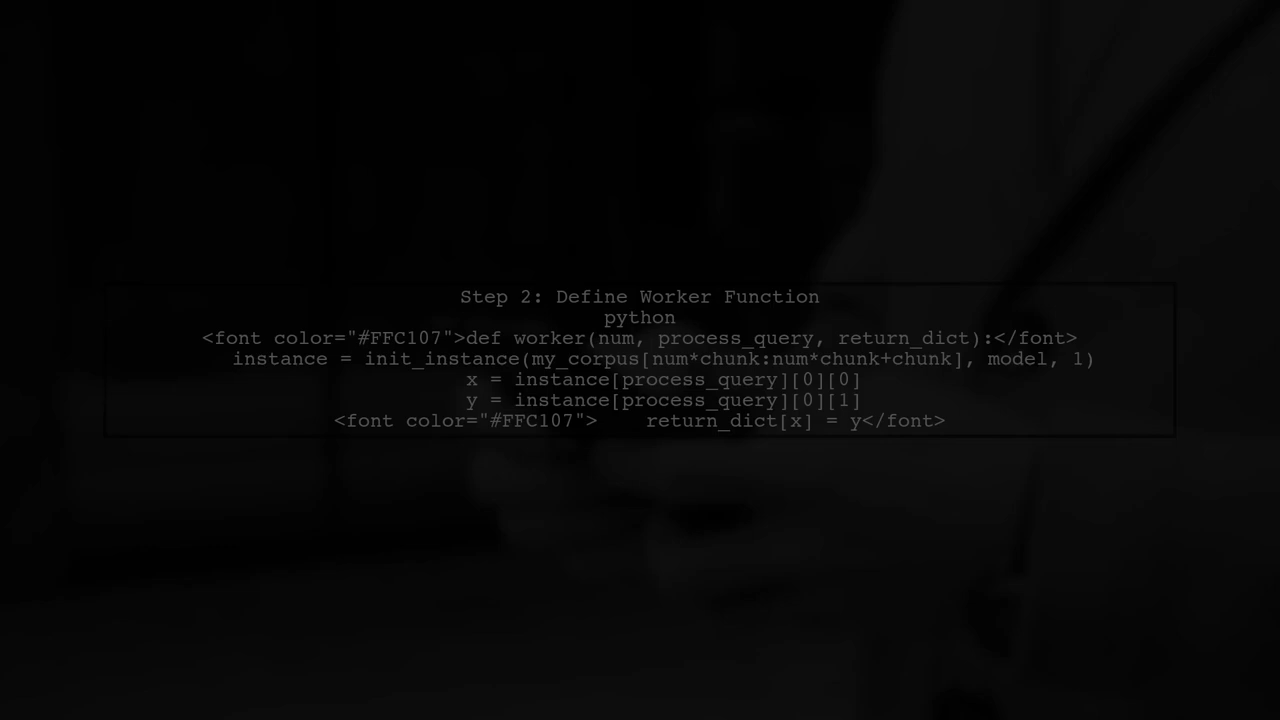 Step 2: Define Worker Function
python
<font color="#FFC107">def worker(num, process_query, return_dict):</font>
    instance = init_instance(my_corpus[num*chunk:num*chunk+chunk], model, 1)
    x = instance[process_query][0][0]
    y = instance[process_query][0][1]
<font color="#FFC107">    return_dict[x] = y</font>